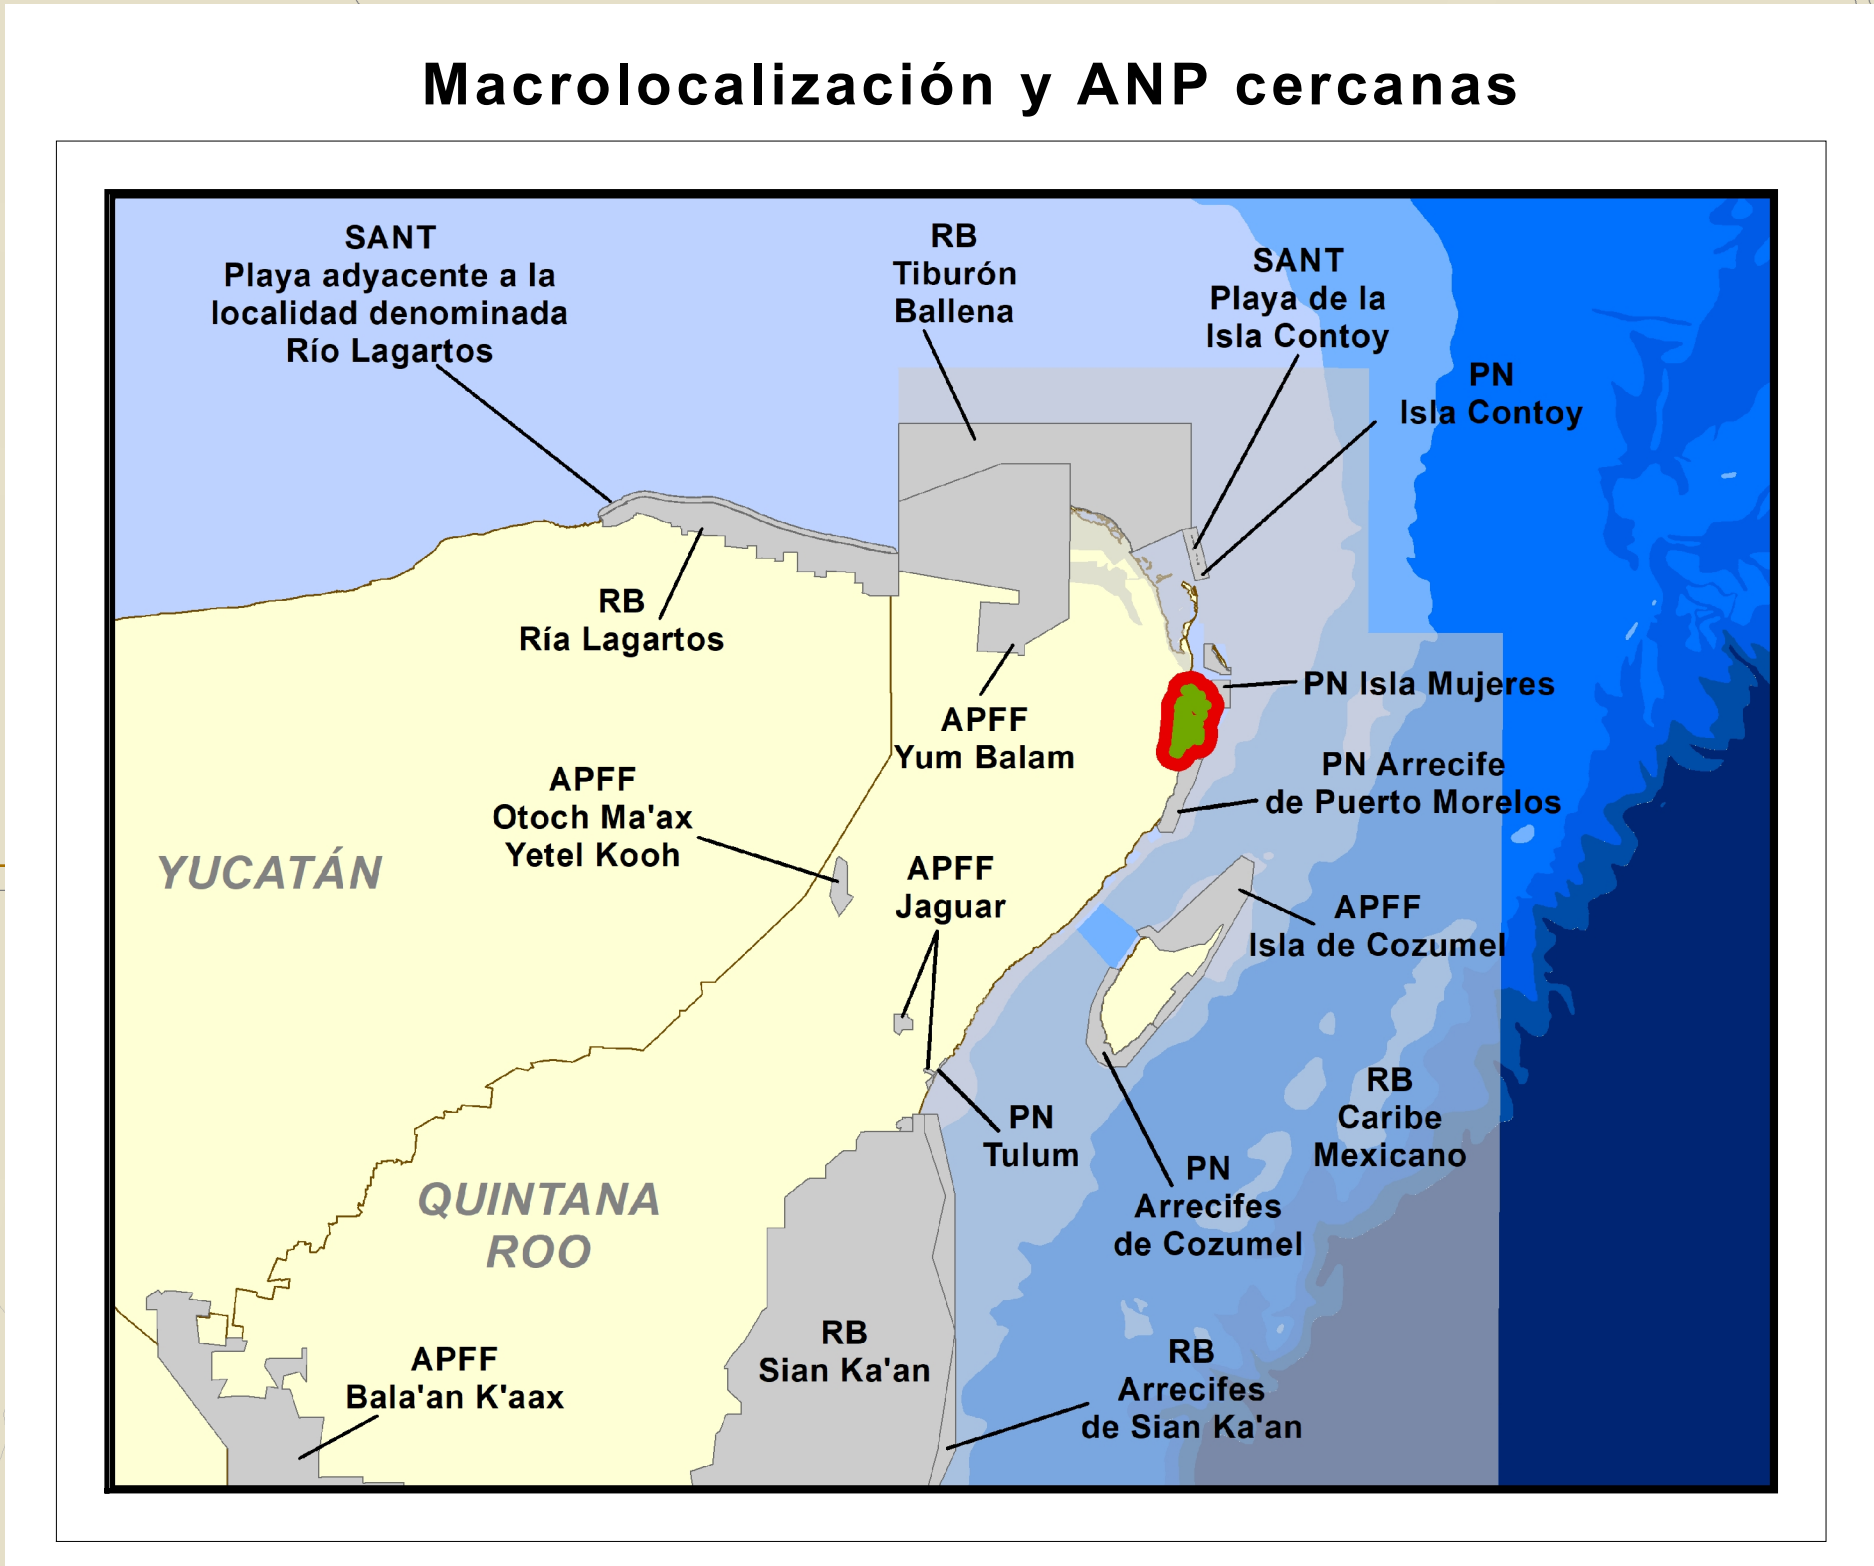 Macrolocalización y ANP cercanas
SANT
Playa adyacente a la
localidad denominada
Río Lagartos
RB
Tiburón
Ballena
SANT
Playa de la
Isla Contoy
PN
Isla Contoy
RB
Ría Lagartos
APFF
Yum Balam
PN Isla Mujeres
PN Arrecife
de Puerto Morelos
APFF
Otoch Ma'ax
Yetel Kooh
YUCATÁN
APFF
Jaguar
APFF
Isla de Cozumel
RB
Caribe
Mexicano
PN
Tulum
PN
Arrecifes
de Cozumel
QUINTANA
ROO
RB
Sian Ka'an
RB
Arrecifes
de Sian Ka'an
APFF
Bala'an K'aax